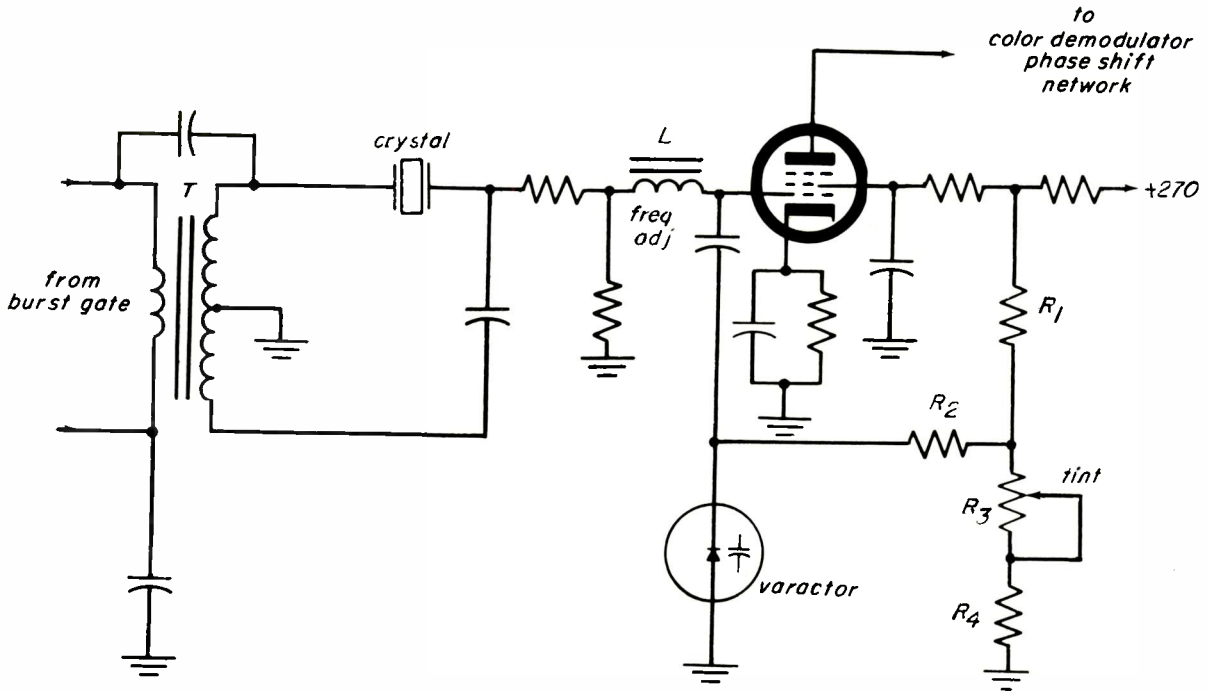 to
color demodulator
phase shift
network
crystal
L
T
+270
freq
adj
from
burst gate
R1
R2
tint
R3
varactor
R4